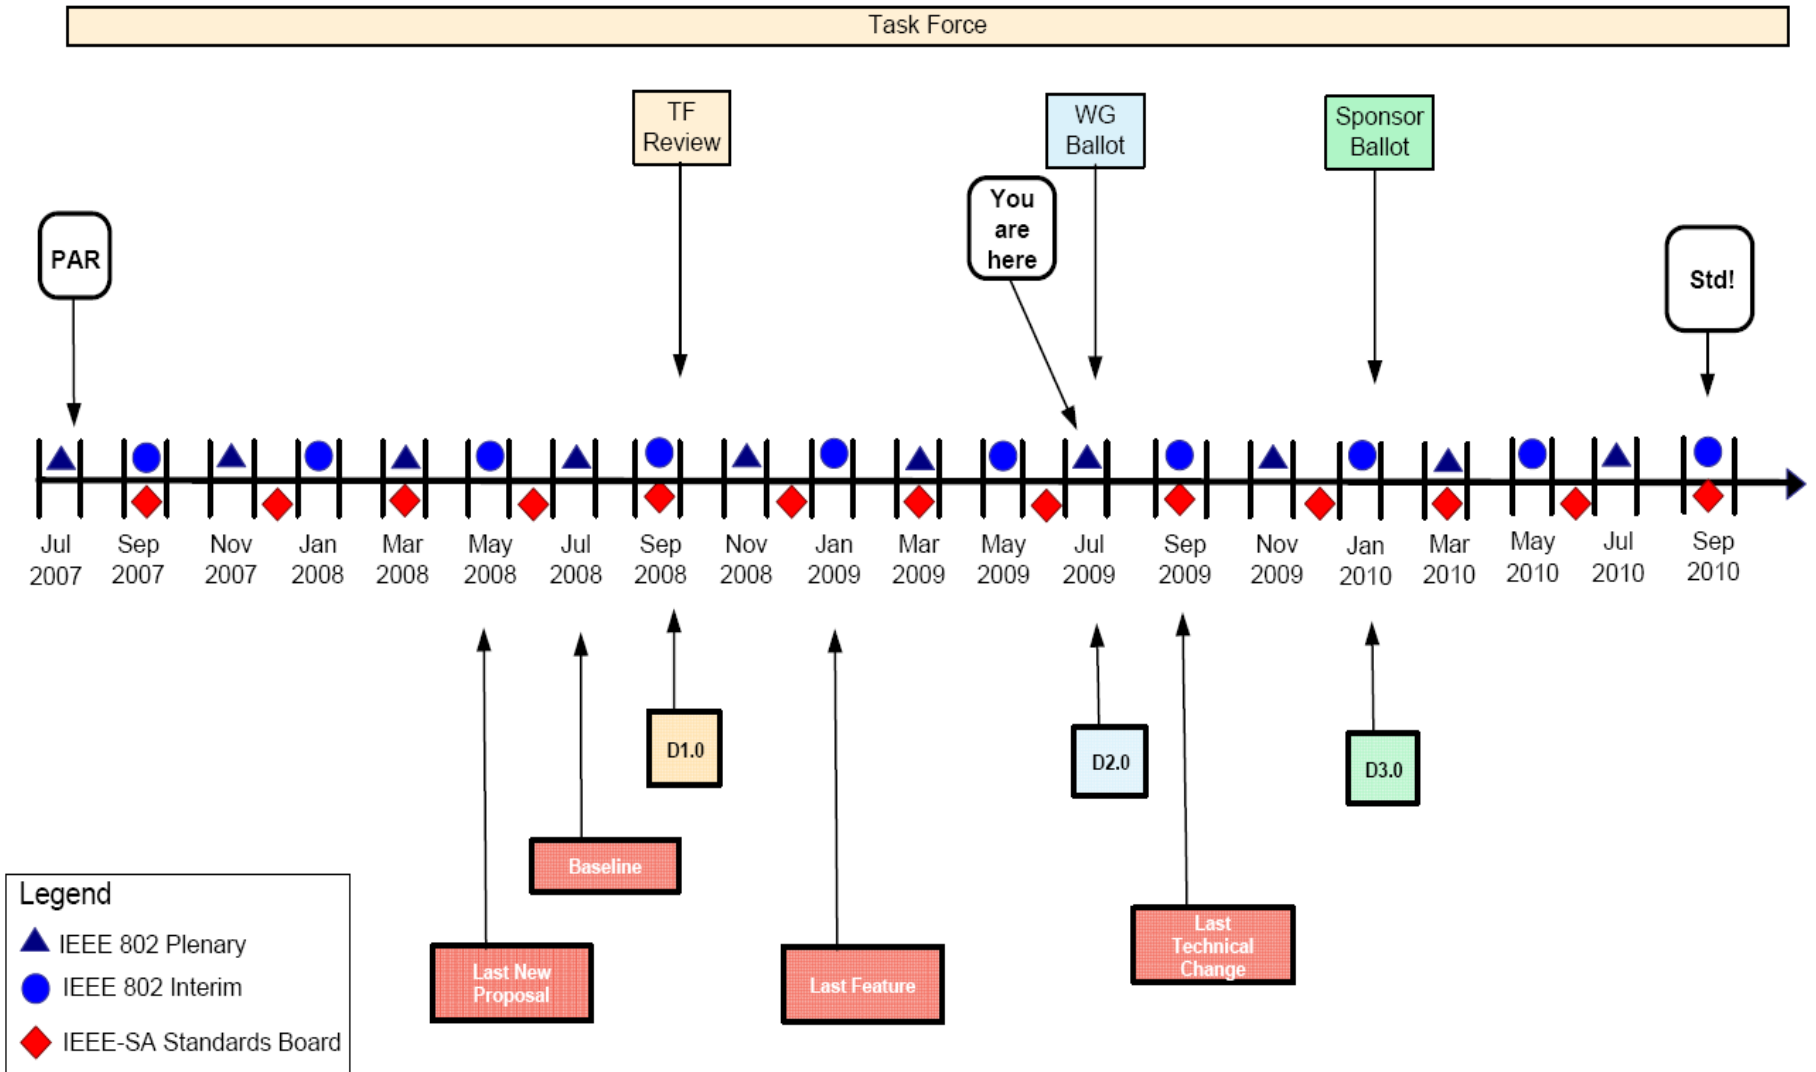 Task Force
TF
Review
WG
Ballot
Sponsor
Ballot
You
are
here
PAR
Std!
Jul
2007
Sep
2007
Nov
2007
Jan
2008
Mar
2008
May
2008
Jul
2008
Sep
2008
Nov
2008
Jan
2009
Mar
2009
May
2009
Jul
2009
Sep
2009
Nov
2009
Jan
2010
Mar
2010
May
2010
Jul
2010
Sep
2010
D1.0
D2.0
D3.0
Baseline
Last New
Proposal
Last Feature
Last
Technical
Change
Legend
IEEE 802 Plenary
IEEE 802 Interim
IEEE-SA Standards Board